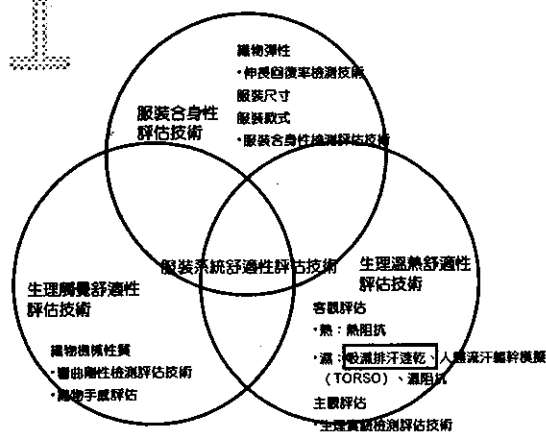 織物彈性
•伸長回復率檢測技術
服裝尺寸
服裝款式
•服裝合身性檢測評估技術
服裝合身性
評估技術
服裝系統舒適性評估技術
生理觸覺舒適性
評估技術
織物機械性質
•彎曲剛性檢測評估技術
•織物手感評估
生理溫熱舒適性
評估技術
客觀評估
•熱：熱阻抗
•濕：吸濕排汗速乾、人體流汗軀幹模擬
（TORSO）、濕阻抗
主觀評估
•生理實驗檢測評估技術